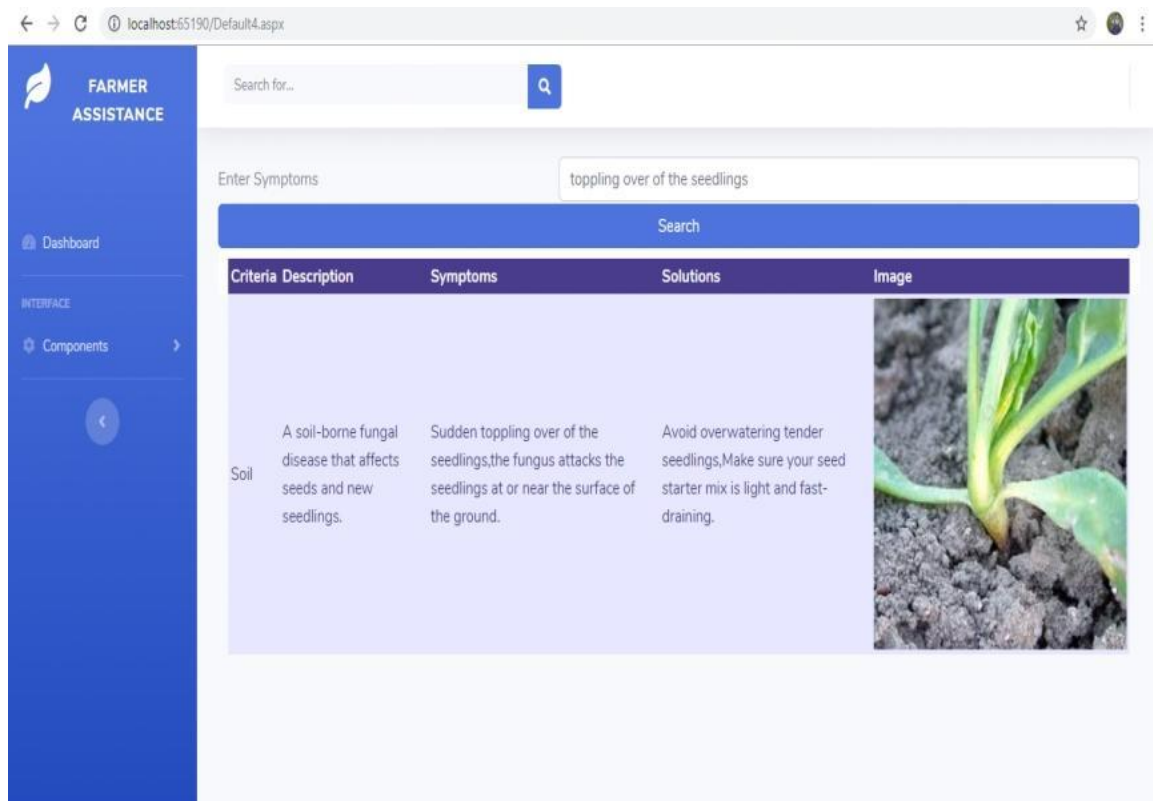 localhost:65190/Default4.aspx
FARMER
ASSISTANCE
Search for...
Enter Symptoms
toppling over of the seedlings
Search
Dashboard
INTERFACE
Components
Criteria Description Symptoms Solutions Image
Soil
A soil-borne fungal
disease that affects
seeds and new
seedlings.
Sudden toppling over of the
seedlings,the fungus attacks the
seedlings at or near the surface of
the ground.
Avoid overwatering tender
seedlings,Make sure your seed
starter mix is light and fast-
draining.